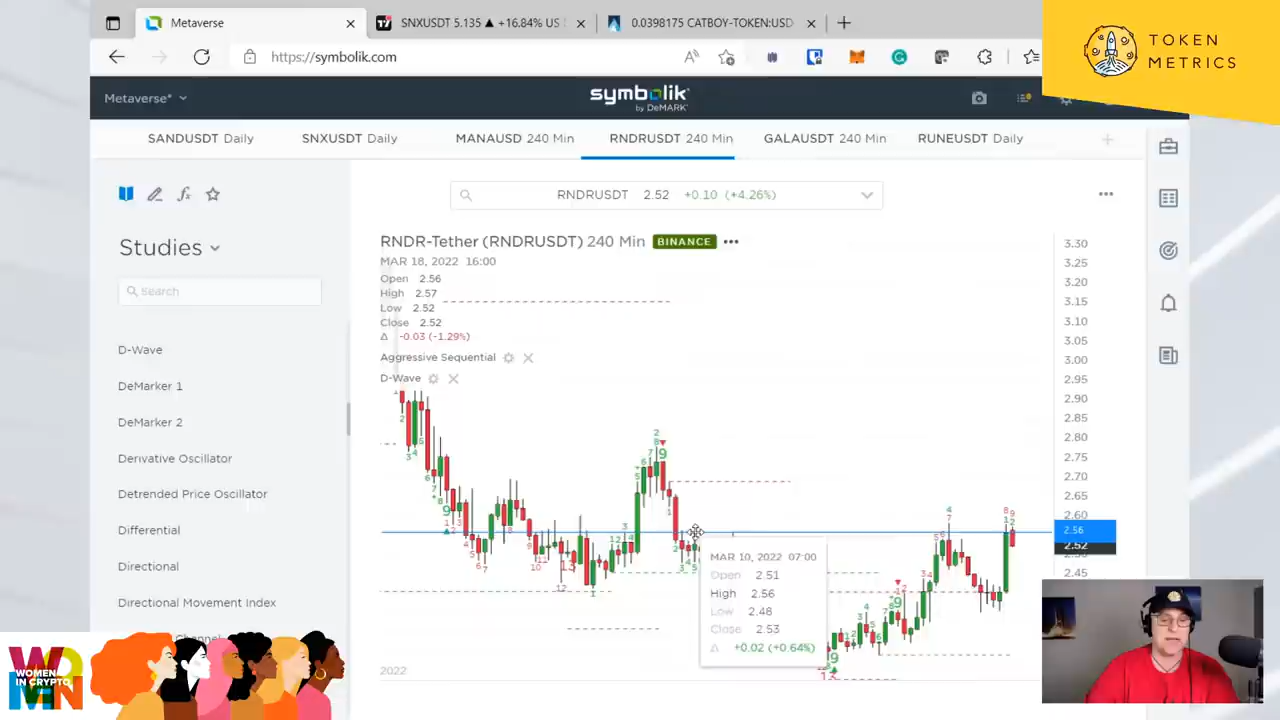 Metaverse
SNXUSDT 5.135 ▲ +16.84% US
0.0398175 CATBOY-TOKEN:USD
TOKEN
METRICS
https://symbolik.com
Metaverse*
symbolik
by DeMARK
SANDUSDT Daily
SNXUSDT Daily
MANAUSD 240 Min
RNDRUSDT 240 Min
GALAUSDT 240 Min
RUNEUSDT Daily
RNDRUSDT 2.52 +0.10 (+4.26%)
Studies
Search
D-Wave
DeMarker 1
DeMarker 2
Derivative Oscillator
Detrended Price Oscillator
Differential
Directional
Directional Movement Index
Channel
RNDR-Tether (RNDRUSDT) 240 Min BINANCE
MAR 18, 2022 16:00
Open 2.56
High 2.57
Low 2.52
Close 2.52
Δ -0.03 (-1.29%)
Aggressive Sequential
D-Wave
3.30
3.25
3.20
3.15
3.10
3.05
3.00
2.95
2.90
2.85
2.80
2.75
2.70
2.65
2.60
2.56
2.52
2.45
MAR 10, 2022 07:00
Open 2.51
High 2.56
Low 2.48
Close 2.53
Δ +0.02 (+0.64%)
2022
WOMEN
IN CRYPTO